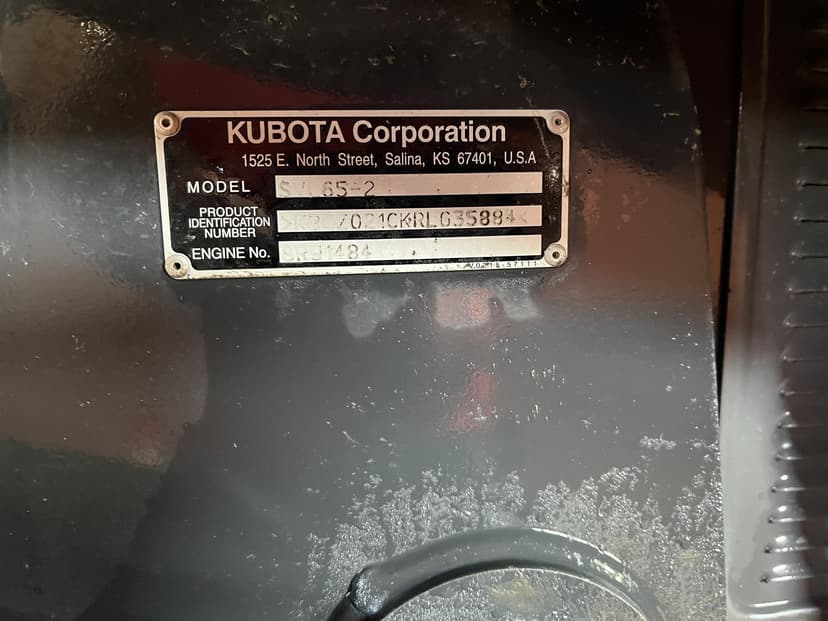 KUBOTA Corporation
1525 E. North Street, Salina, KS 67401, U.S.A
MODEL SVL65-2
PRODUCT
IDENTIFICATION
NUMBER
ENGINE No.